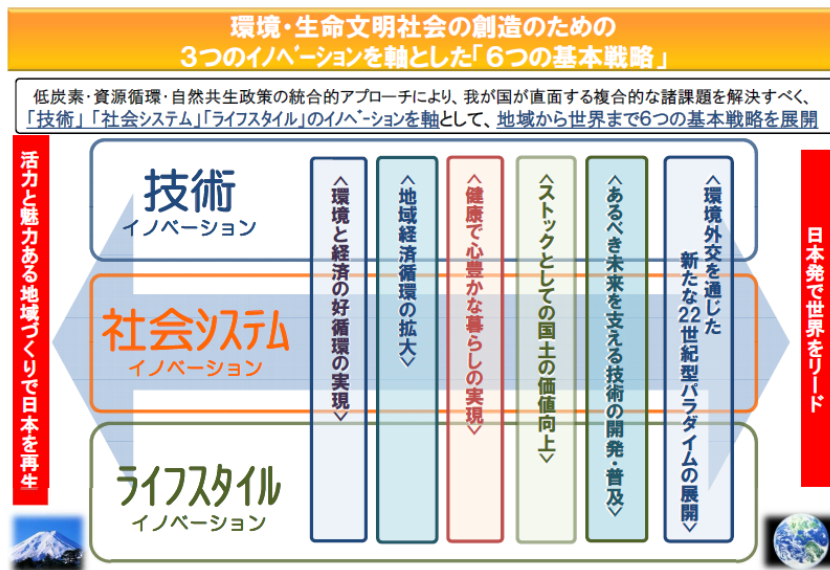 環境・生命文明社会の創造のための
3つのイノベーションを軸とした「6つの基本戦略」
低炭素・資源循環・自然共生政策の統合的アプローチにより、我が国が直面する複合的な諸課題を解決すべく、
「技術」「社会システム」「ライフスタイル」のイノベーションを軸として、地域から世界まで6つの基本戦略を展開
活力と魅力ある地域づくりで日本を再生
技術
イノベーション
社会システム
イノベーション
ライフスタイル
イノベーション
<環境と経済の好循環の実現>
<地域経済循環の拡大>
<健康で心豊かな暮らしの実現>
<ストックとしての国土の価値向上>
<あるべき未来を支える技術の開発・普及>
<環境外交を通じた
新たな22世紀型パラダイムの展開>
日本発で世界をリード